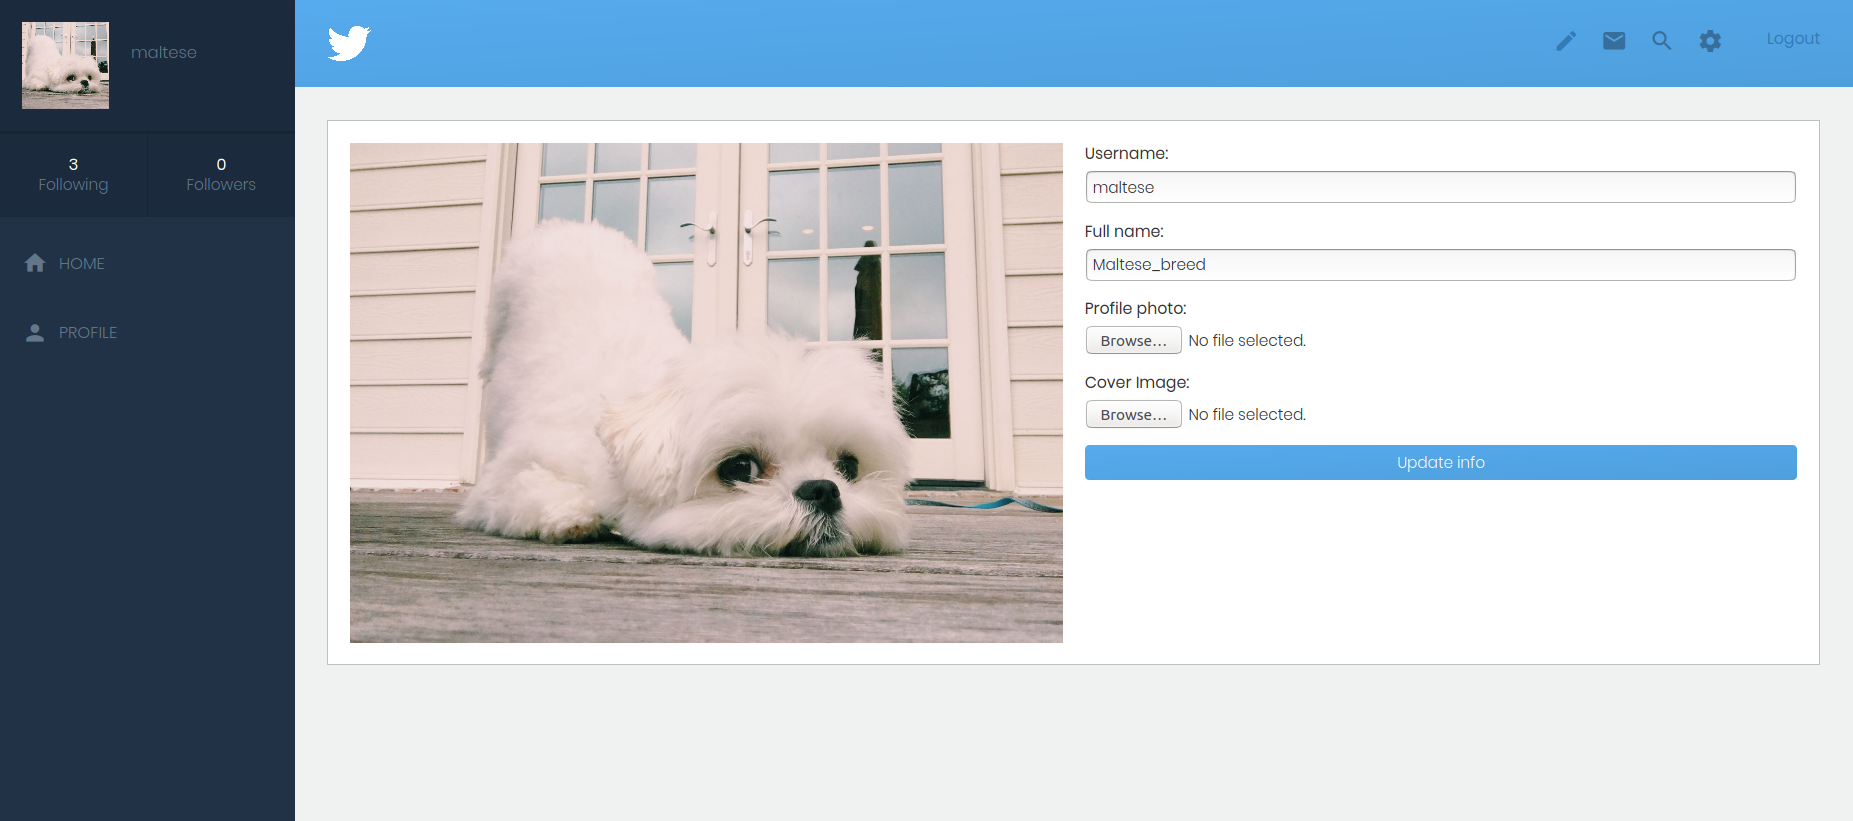 maltese
3
Following
0
Followers
HOME
PROFILE
Logout
Username:
maltese
Full name:
Maltese_breed
Profile photo:
Browse... No file selected.
Cover Image:
Browse... No file selected.
Update info